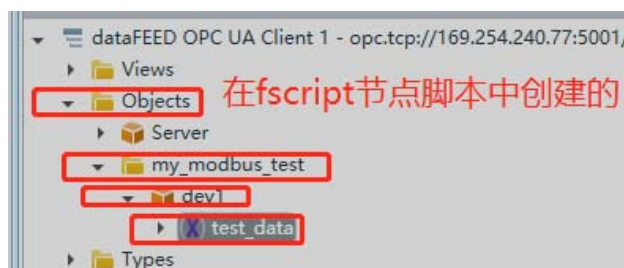 dataFEED OPC UA Client 1 - opc.tcp://169.254.240.77:5001/
Views
Objects
在fscript节点脚本中创建的
Server
my_modbus_test
dev1
test_data
Types